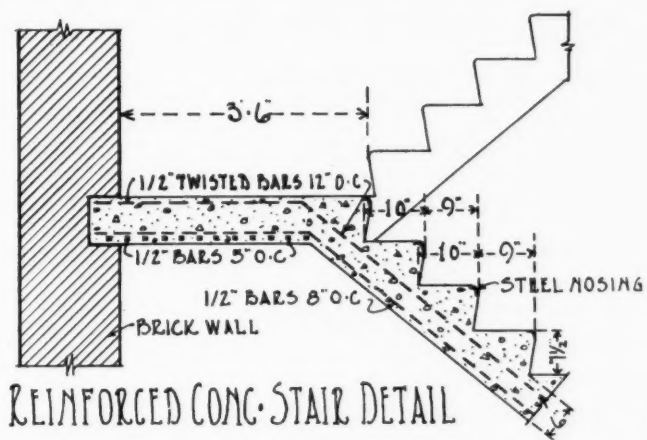 3'·6"
1/2" TWISTED BARS 12" O·C
10" 9"
10" 9"
1/2" BARS 5" O·C
STEEL NOSING
1/2" BARS 8" O·C
BRICK WALL
7 1/2
6"
REINFORCED CONC· STAIR DETAIL